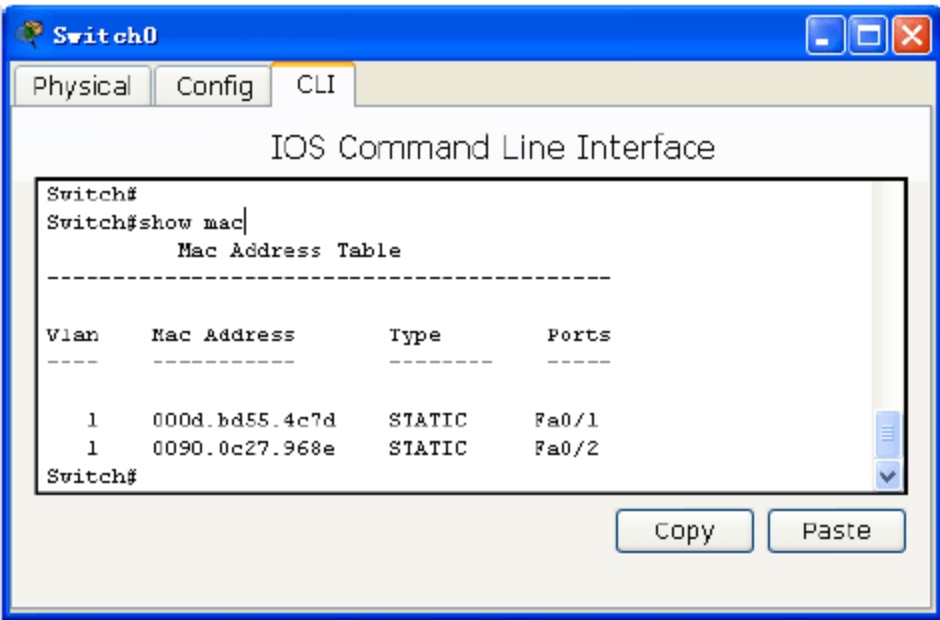 Switch0
Physical Config CLI
IOS Command Line Interface
Switch#
Switch#show mac
Mac Address Table
-------------------------------------------
Vlan Mac Address Type Ports
---- ----------- -------- -----
1 000d.bd55.4c7d STATIC Fa0/1
1 0090.0c27.968e STATIC Fa0/2
Switch#
Copy Paste